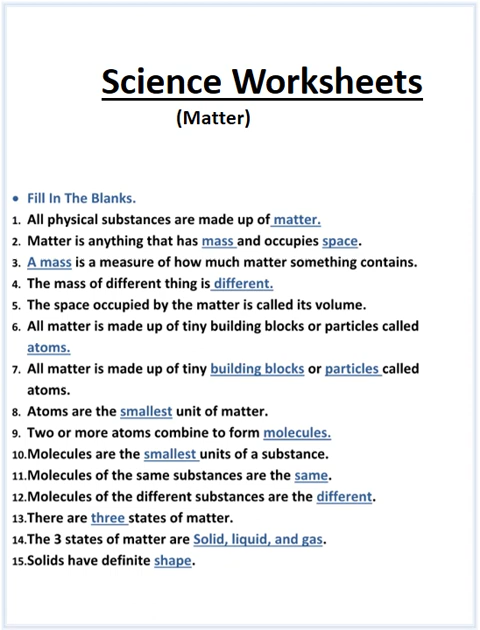 Science Worksheets
(Matter)
• Fill In The Blanks.
1. All physical substances are made up of matter.
2. Matter is anything that has mass and occupies space.
3. A mass is a measure of how much matter something contains.
4. The mass of different thing is different.
5. The space occupied by the matter is called its volume.
6. All matter is made up of tiny building blocks or particles called
atoms.
7. All matter is made up of tiny building blocks or particles called
atoms.
8. Atoms are the smallest unit of matter.
9. Two or more atoms combine to form molecules.
10.Molecules are the smallest units of a substance.
11.Molecules of the same substances are the same.
12.Molecules of the different substances are the different.
13.There are three states of matter.
14.The 3 states of matter are Solid, liquid, and gas.
15.Solids have definite shape.